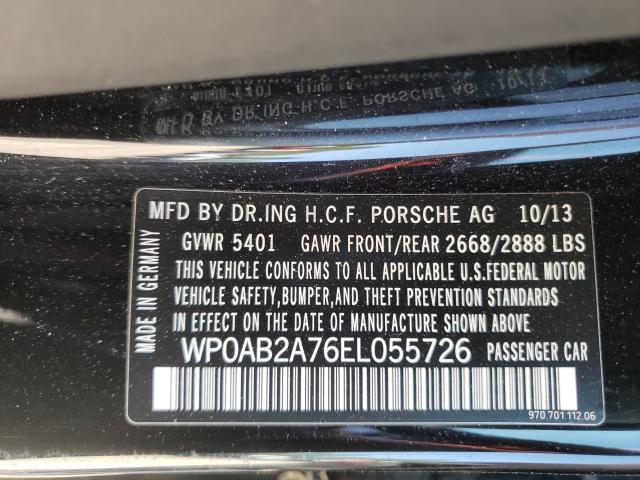 MFD BY DR.ING H.C.F. PORSCHE AG 10/13
GVWR 5401 GAWR FRONT/REAR 2668/2888 LBS
THIS VEHICLE CONFORMS TO ALL APPLICABLE U.S.FEDERAL MOTOR
VEHICLE SAFETY,BUMPER,AND THEFT PREVENTION STANDARDS
IN EFFECT ON THE DATE OF MANUFACTURE SHOWN ABOVE
WP0AB2A76EL055726 PASSENGER CAR
970.701.112.06
MADE IN GERMANY